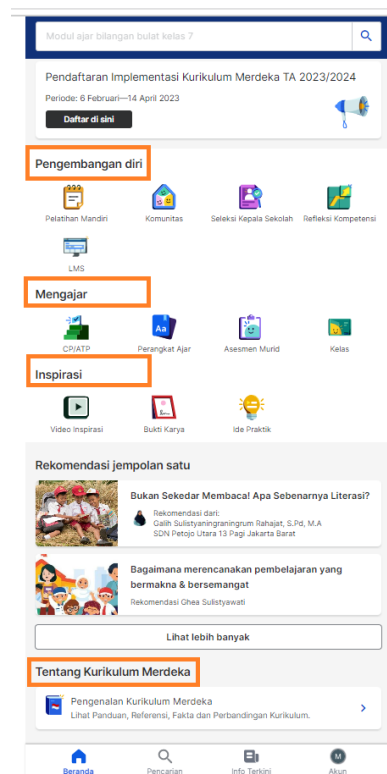 Modul ajar bilangan bulat kelas 7
Pendaftaran Implementasi Kurikulum Merdeka TA 2023/2024
Periode: 6 Februari—14 April 2023
Daftar di sini
Pengembangan diri
Pelatihan Mandiri
Komunitas
Seleksi Kepala Sekolah
Refleksi Kompetensi
LMS
Mengajar
Aa
CP/ATP
Perangkat Ajar
Asesmen Murid
Kelas
Inspirasi
Video Inspirasi
Bukti Karya
Ide Praktik
Rekomendasi jempolan satu
Bukan Sekedar Membaca! Apa Sebenarnya Literasi?
Rekomendasi dari:
Galih Sulistyaningraningrum Rahajat, S.Pd, M.A
SDN Petojo Utara 13 Pagi Jakarta Barat
Bagaimana merencanakan pembelajaran yang
bermakna & bersemangat
Rekomendasi Ghea Sulistyawati
Lihat lebih banyak
Tentang Kurikulum Merdeka
Pengenalan Kurikulum Merdeka
Lihat Panduan, Referensi, Fakta dan Perbandingan Kurikulum.
M
Beranda
Pencarian
Info Terkini
Akun